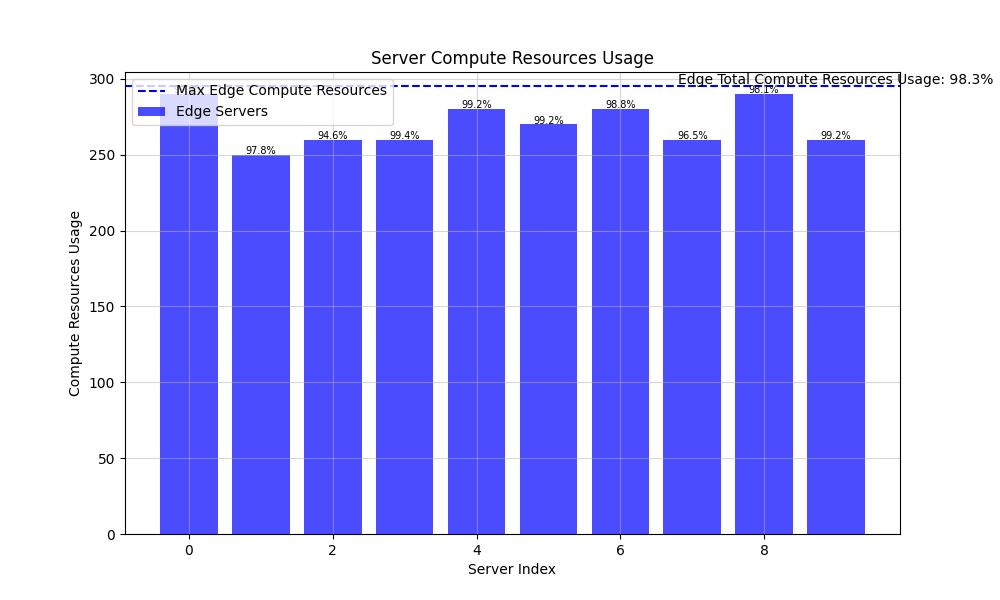 Server Compute Resources Usage
Edge Total Compute Resources Usage: 98.3%
Max Edge Compute Resources
Edge Servers
97.8%
94.6%
99.4%
99.2%
99.2%
98.8%
96.5%
98.1%
99.2%
300
250
200
150
100
50
0
Compute Resources Usage
0 2 4 6 8
Server Index